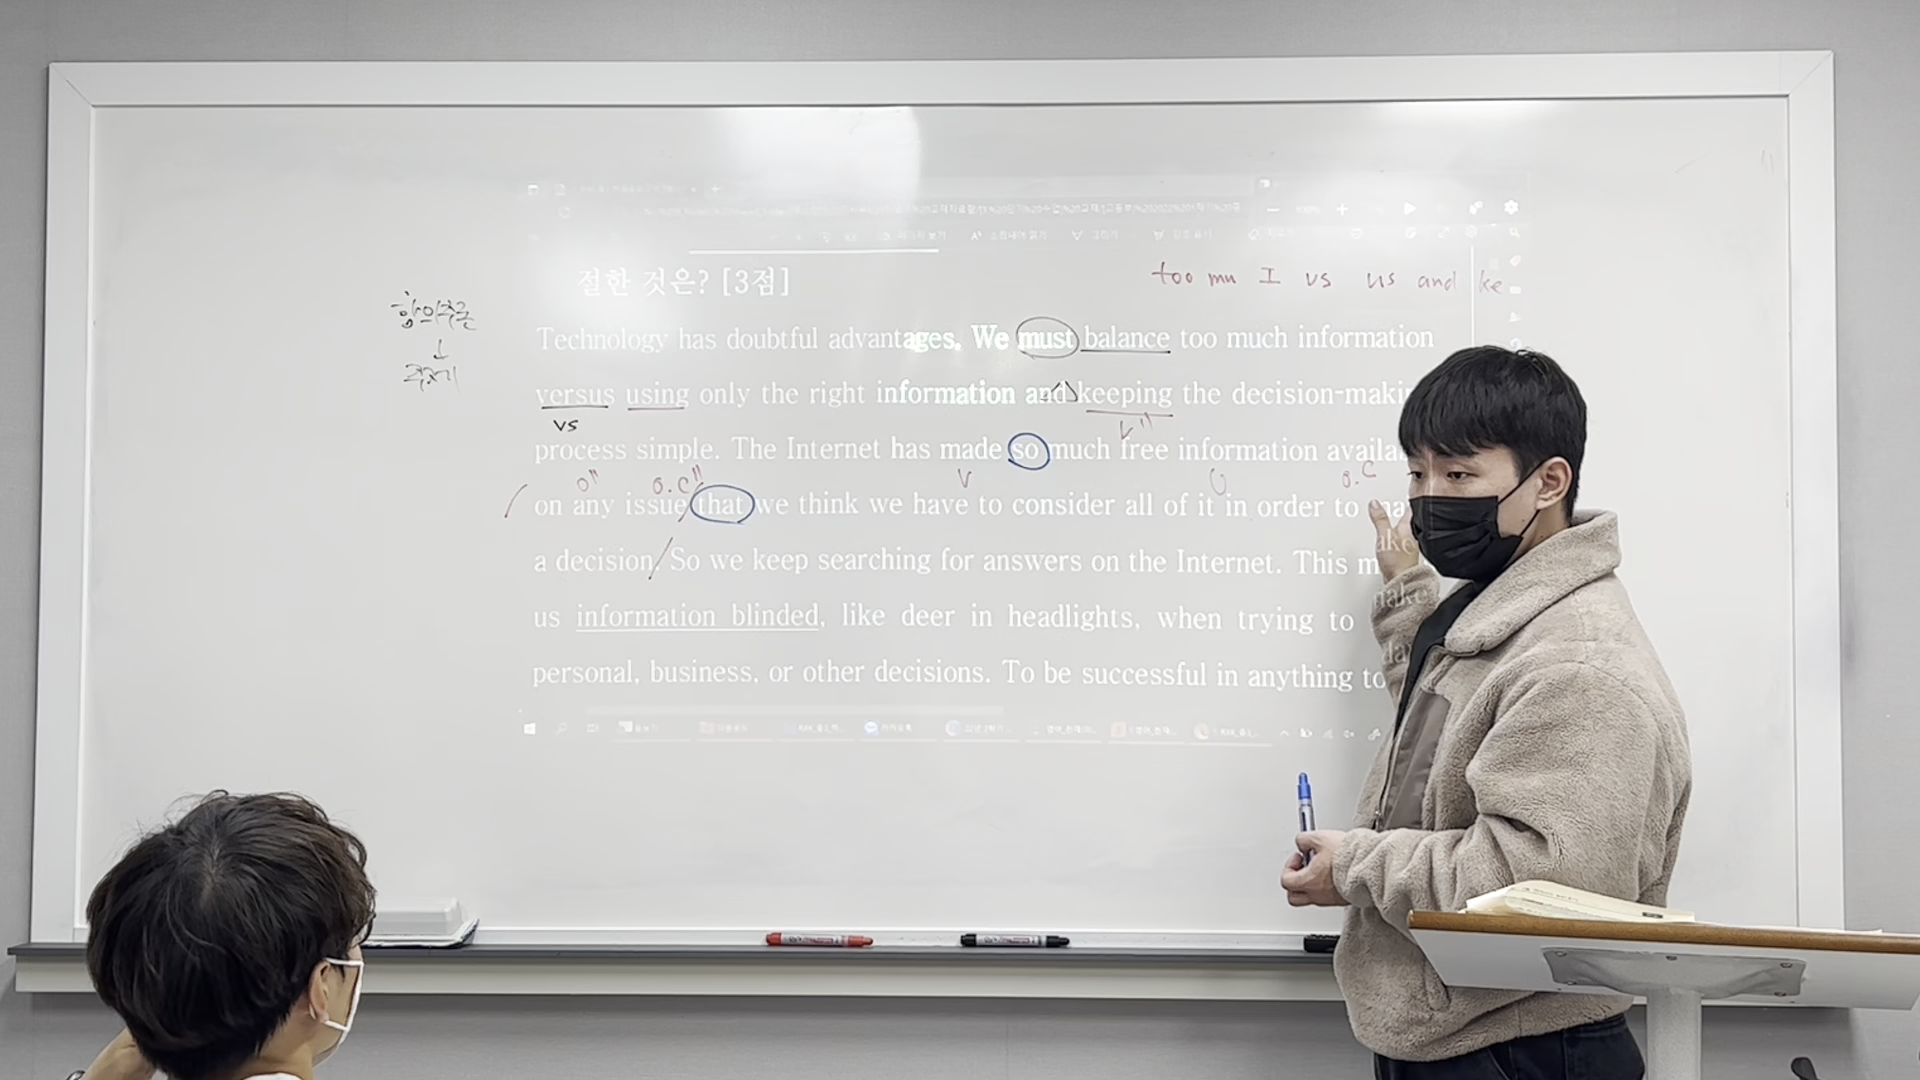 절한 것은? [3점]
too mu I vs us and ke
함의추론
↓
주제
Technology has doubtful advantages. We must balance too much information
versus using only the right information and keeping the decision-makin
vs v"
process simple. The Internet has made so much free information availa
o" o.c" v o. o.c
on any issue that we think we have to consider all of it in order to ma
a decision. So we keep searching for answers on the Internet. This m
us information blinded, like deer in headlights, when trying to
personal, business, or other decisions. To be successful in anything to